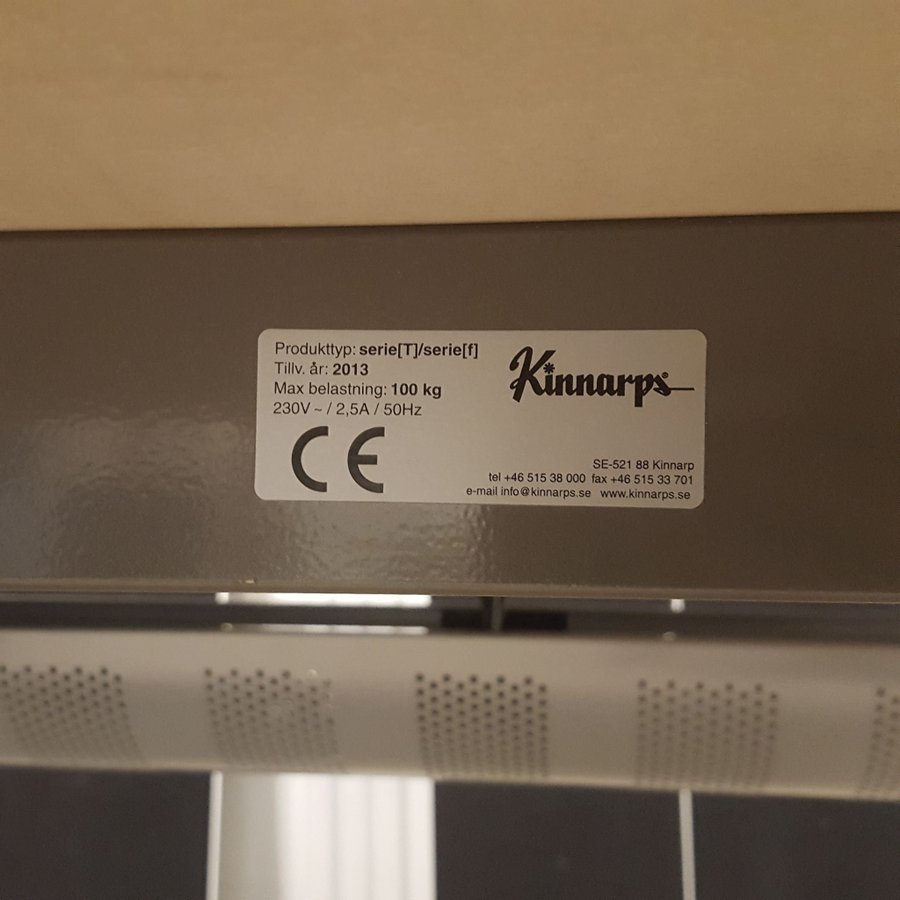 Produkttyp: serie[T]/serie[f]
Tillv. år: 2013
Max belastning: 100 kg
230V ~ / 2,5A / 50Hz
CE
Kinnarps®
SE-521 88 Kinnarp
tel +46 515 38 000 fax +46 515 33 701
e-mail info@kinnarps.se www.kinnarps.se